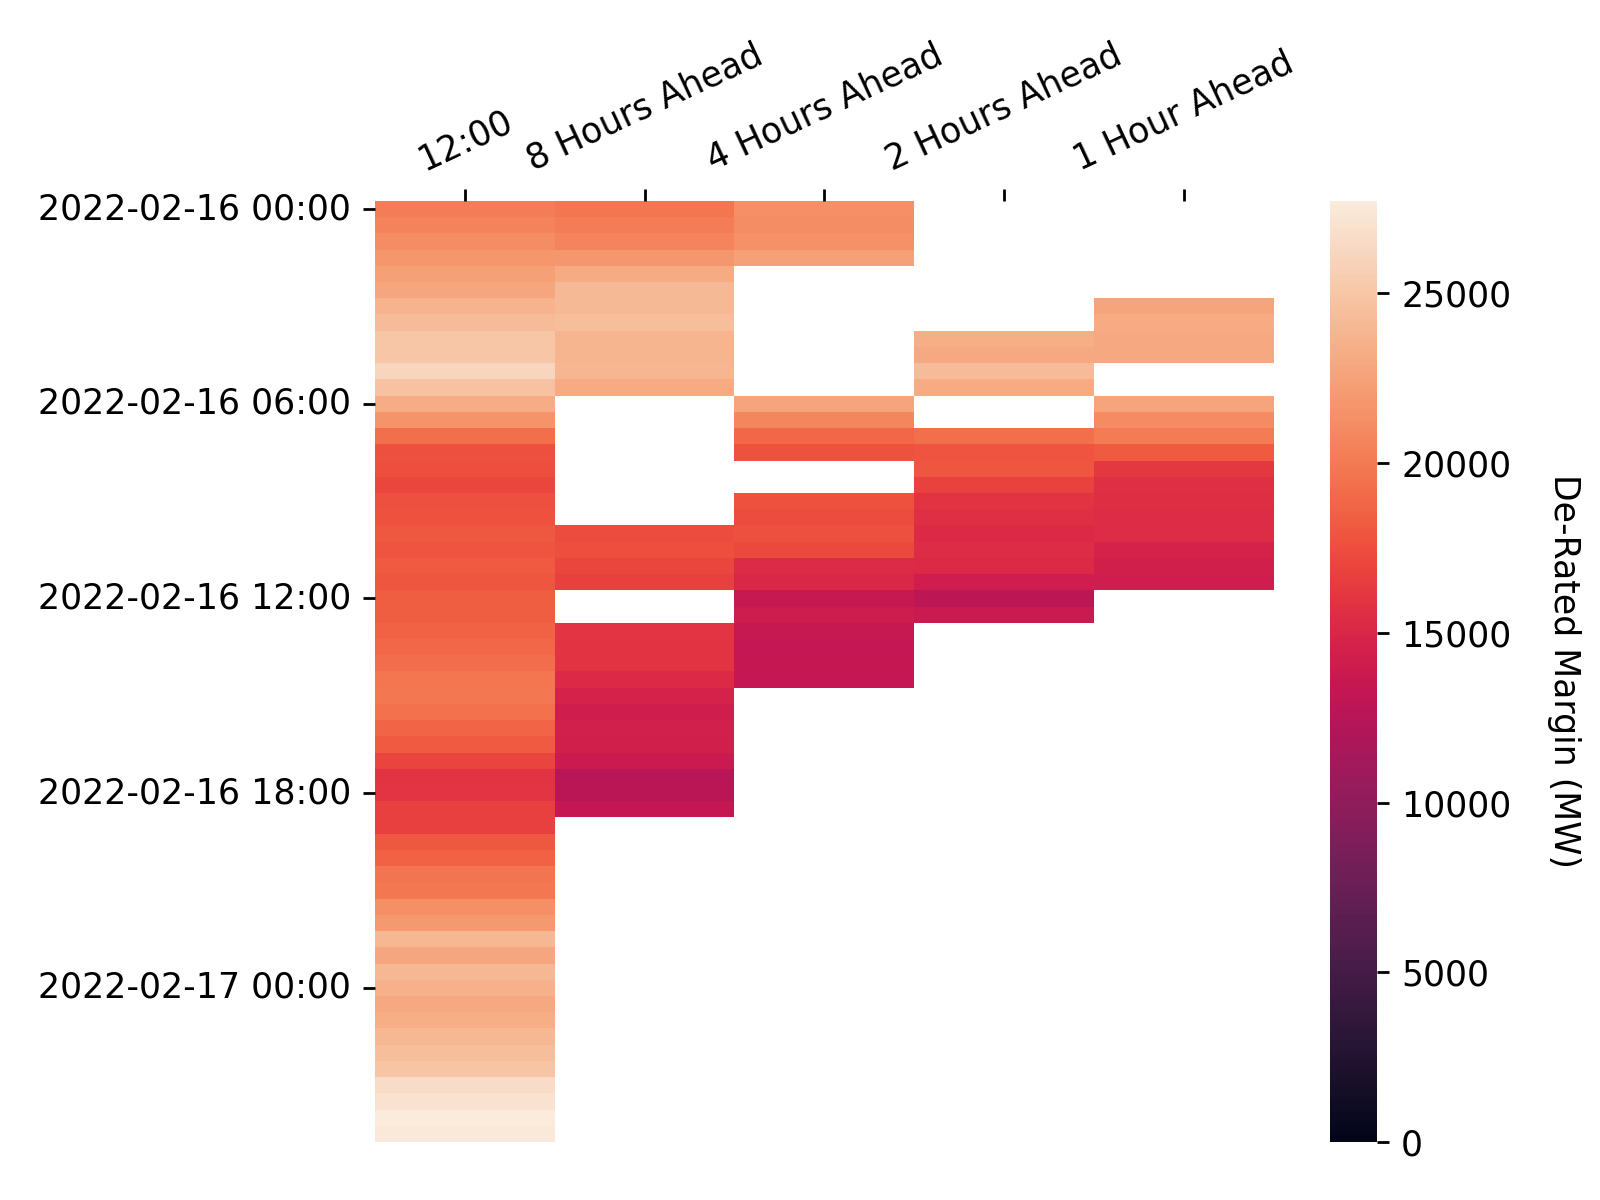 12:00
8 Hours Ahead
4 Hours Ahead
2 Hours Ahead
1 Hour Ahead
2022-02-16 00:00
2022-02-16 06:00
2022-02-16 12:00
2022-02-16 18:00
2022-02-17 00:00
25000
20000
15000
10000
5000
0
De-Rated Margin (MW)